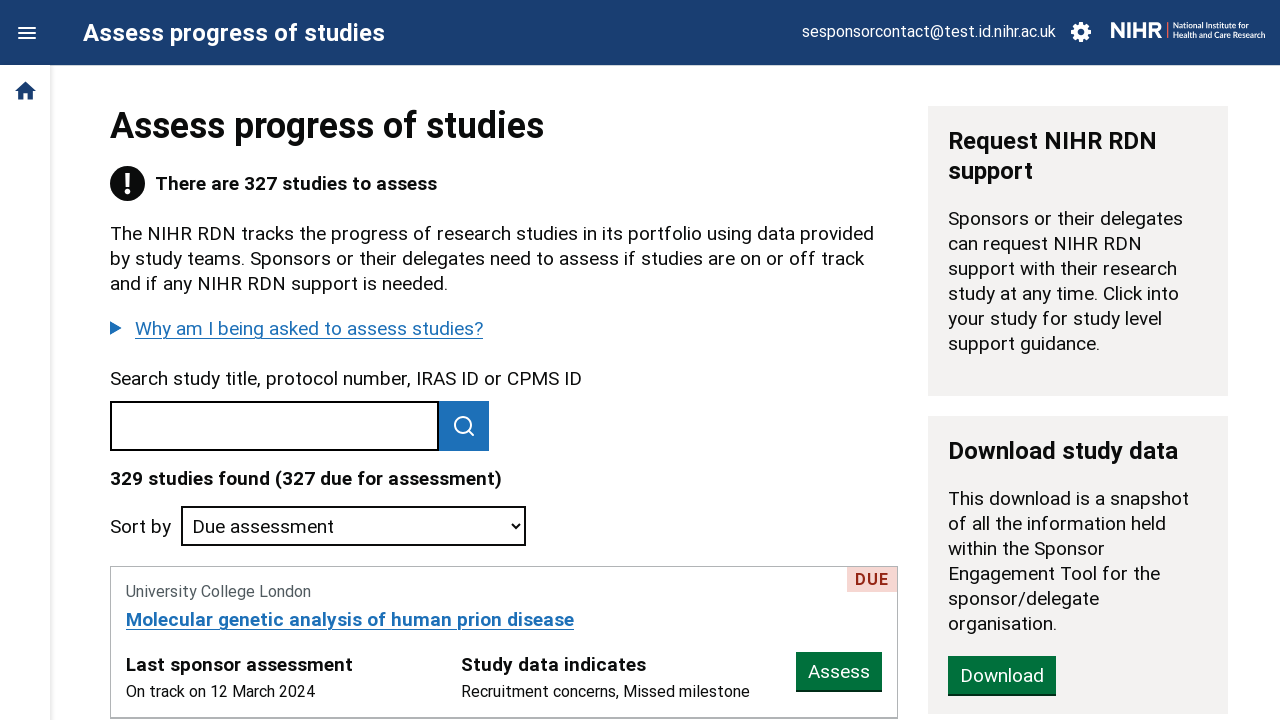 Assess progress of studies
sesponsorcontact@test.id.nihr.ac.uk
NIHR
National Institute for
Health and Care Research
Assess progress of studies
There are 327 studies to assess
The NIHR RDN tracks the progress of research studies in its portfolio using data provided
by study teams. Sponsors or their delegates need to assess if studies are on or off track
and if any NIHR RDN support is needed.
Why am I being asked to assess studies?
Search study title, protocol number, IRAS ID or CPMS ID
329 studies found (327 due for assessment)
Sort by
Due assessment
DUE
University College London
Molecular genetic analysis of human prion disease
Last sponsor assessment
On track on 12 March 2024
Study data indicates
Recruitment concerns, Missed milestone
Assess
Request NIHR RDN
support
Sponsors or their delegates
can request NIHR RDN
support with their research
study at any time. Click into
your study for study level
support guidance.
Download study data
This download is a snapshot
of all the information held
within the Sponsor
Engagement Tool for the
sponsor/delegate
organisation.
Download